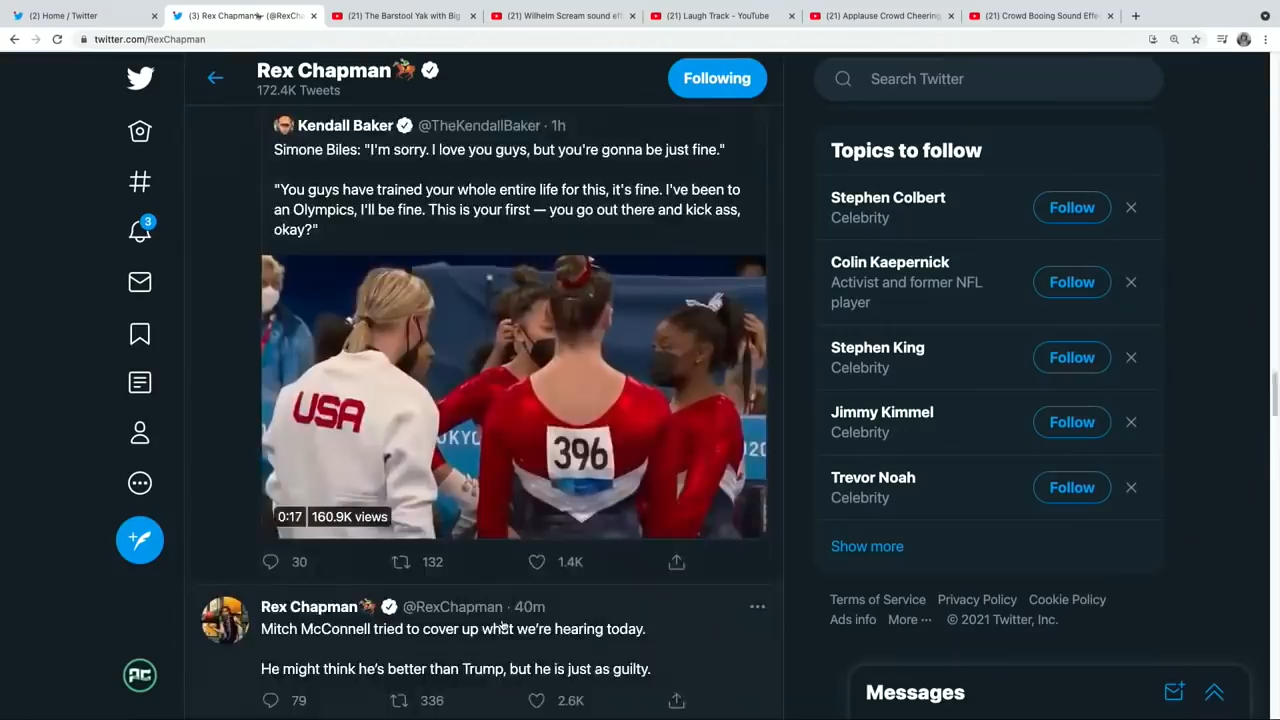 (2) Home / Twitter
(3) Rex Chapman🏇 (@RexCha
(21) The Barstool Yak with Big
(21) Wilhelm Scream sound ef
(21) Laugh Track - YouTube
(21) Applause Crowd Cheering
(21) Crowd Booing Sound Effe
twitter.com/RexChapman
Rex Chapman🏇
172.4K Tweets
Following
Search Twitter
3
Kendall Baker @TheKendallBaker · 1h
Simone Biles: "I'm sorry. I love you guys, but you're gonna be just fine."
"You guys have trained your whole entire life for this, it's fine. I've been to
an Olympics, I'll be fine. This is your first — you go out there and kick ass,
okay?"
USA
OKYO
396
020
0:17 160.9K views
30 132 1.4K
Rex Chapman🏇 @RexChapman · 40m
Mitch McConnell tried to cover up what we're hearing today.
He might think he's better than Trump, but he is just as guilty.
79 336 2.6K
Topics to follow
Stephen Colbert
Celebrity
Follow
Colin Kaepernick
Activist and former NFL
player
Follow
Stephen King
Celebrity
Follow
Jimmy Kimmel
Celebrity
Follow
Trevor Noah
Celebrity
Follow
Show more
Terms of Service Privacy Policy Cookie Policy
Ads info More ··· © 2021 Twitter, Inc.
Messages